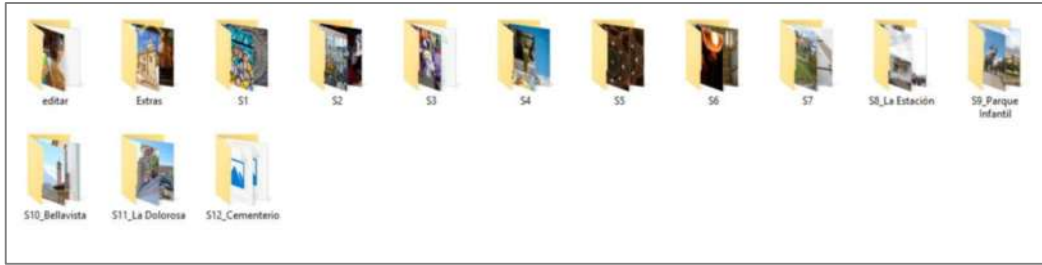 editar
Extras
S1
S2
S3
S4
S5
S6
S7
S8_La Estación
S9_Parque
Infantil
S10_Bellavista
S11_La Dolorosa
S12_Cementerio